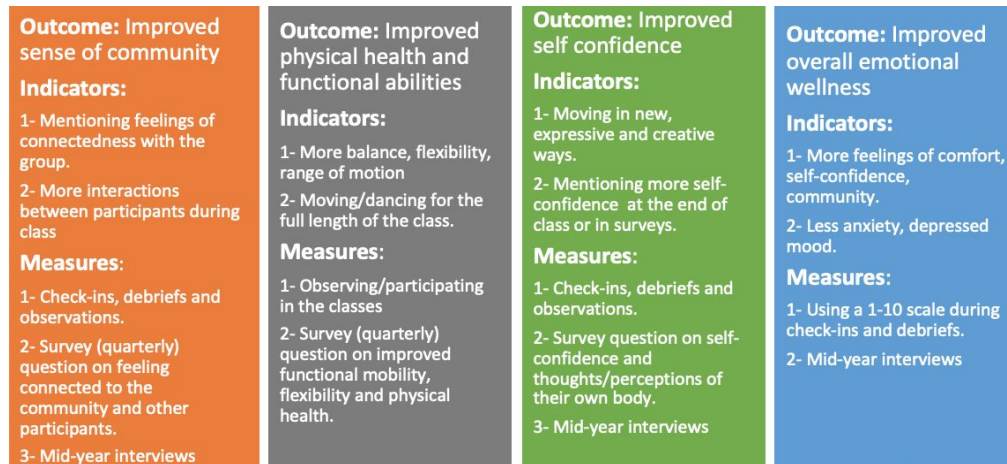 Outcome: Improved
sense of community
Indicators:
1- Mentioning feelings of
connectedness with the
group.
2- More interactions
between participants during
class
Measures:
1- Check-ins, debriefs and
observations.
2- Survey (quarterly)
question on feeling
connected to the
community and other
participants.
3- Mid-year interviews
Outcome: Improved
physical health and
functional abilities
Indicators:
1- More balance, flexibility,
range of motion
2- Moving/dancing for the
full length of the class.
Measures:
1- Observing/participating
in the classes
2- Survey (quarterly)
question on improved
functional mobility,
flexibility and physical
health.
Outcome: Improved
self confidence
Indicators:
1- Moving in new,
expressive and creative
ways.
2- Mentioning more self-
confidence at the end of
class or in surveys.
Measures:
1- Check-ins, debriefs and
observations.
2- Survey question on self-
confidence and
thoughts/perceptions of
their own body.
3- Mid-year interviews
Outcome: Improved
overall emotional
wellness
Indicators:
1- More feelings of comfort,
self-confidence,
community.
2- Less anxiety, depressed
mood.
Measures:
1- Using a 1-10 scale during
check-ins and debriefs.
2- Mid-year interviews